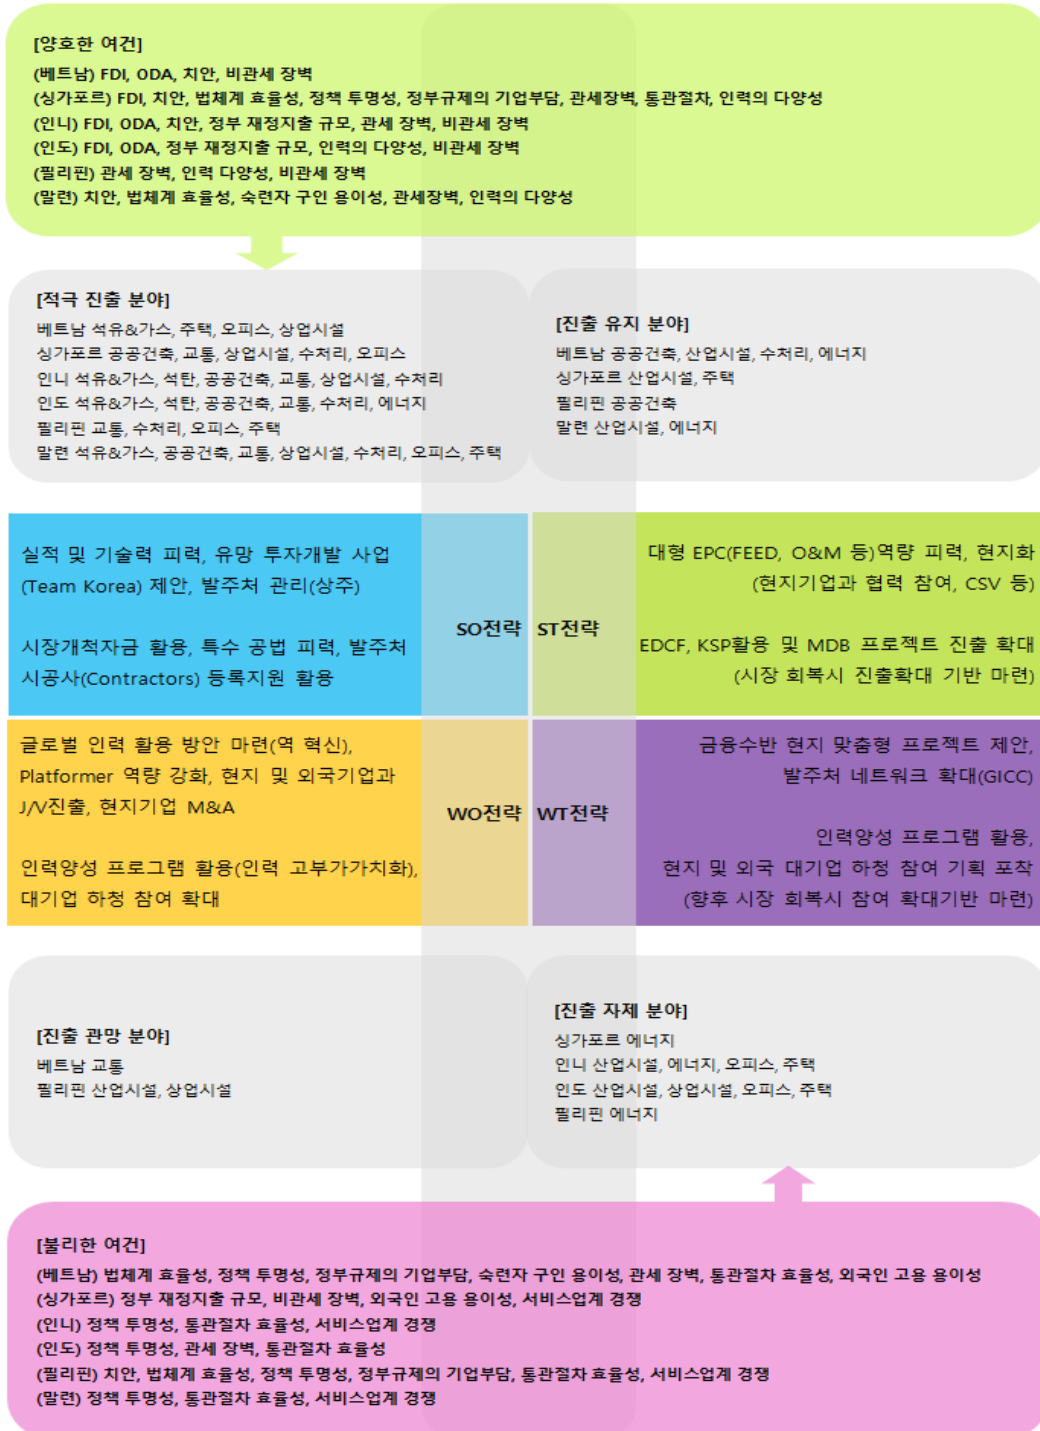 [양호한 여건]
(베트남) FDI, ODA, 치안, 비관세 장벽
(싱가포르) FDI, 치안, 법체계 효율성, 정책 투명성, 정부규제의 기업부담, 관세장벽, 통관절차, 인력의 다양성
(인니) FDI, ODA, 치안, 정부 재정지출 규모, 관세 장벽, 비관세 장벽
(인도) FDI, ODA, 정부 재정지출 규모, 인력의 다양성, 비관세 장벽
(필리핀) 관세 장벽, 인력 다양성, 비관세 장벽
(말련) 치안, 법체계 효율성, 숙련자 구인 용이성, 관세장벽, 인력의 다양성
[적극 진출 분야]
베트남 석유&가스, 주택, 오피스, 상업시설
싱가포르 공공건축, 교통, 상업시설, 수처리, 오피스
인니 석유&가스, 석탄, 공공건축, 교통, 상업시설, 수처리
인도 석유&가스, 석탄, 공공건축, 교통, 수처리, 에너지
필리핀 교통, 수처리, 오피스, 주택
말련 석유&가스, 공공건축, 교통, 상업시설, 수처리, 오피스, 주택
[진출 유지 분야]
베트남 공공건축, 산업시설, 수처리, 에너지
싱가포르 산업시설, 주택
필리핀 공공건축
말련 산업시설, 에너지
실적 및 기술력 피력, 유망 투자개발 사업
(Team Korea) 제안, 발주처 관리(상주)
시장개척자금 활용, 특수 공법 피력, 발주처
시공사(Contractors) 등록지원 활용
SO전략
ST전략
대형 EPC(FEED, O&M 등)역량 피력, 현지화
(현지기업과 협력 참여, CSV 등)
EDCF, KSP활용 및 MDB 프로젝트 진출 확대
(시장 회복시 진출확대 기반 마련)
글로벌 인력 활용 방안 마련(역 혁신),
Platformer 역량 강화, 현지 및 외국기업과
J/V진출, 현지기업 M&A
인력양성 프로그램 활용(인력 고부가가치화),
대기업 하청 참여 확대
WO전략
WT전략
금융수반 현지 맞춤형 프로젝트 제안,
발주처 네트워크 확대(GICC)
인력양성 프로그램 활용,
현지 및 외국 대기업 하청 참여 기획 포착
(향후 시장 회복시 참여 확대기반 마련)
[진출 관망 분야]
베트남 교통
필리핀 산업시설, 상업시설
[진출 자제 분야]
싱가포르 에너지
인니 산업시설, 에너지, 오피스, 주택
인도 산업시설, 상업시설, 오피스, 주택
필리핀 에너지
[불리한 여건]
(베트남) 법체계 효율성, 정책 투명성, 정부규제의 기업부담, 숙련자 구인 용이성, 관세 장벽, 통관절차 효율성, 외국인 고용 용이성
(싱가포르) 정부 재정지출 규모, 비관세 장벽, 외국인 고용 용이성, 서비스업계 경쟁
(인니) 정책 투명성, 통관절차 효율성, 서비스업계 경쟁
(인도) 정책 투명성, 관세 장벽, 통관절차 효율성
(필리핀) 치안, 법체계 효율성, 정책 투명성, 정부규제의 기업부담, 통관절차 효율성, 서비스업계 경쟁
(말련) 정책 투명성, 통관절차 효율성, 서비스업계 경쟁